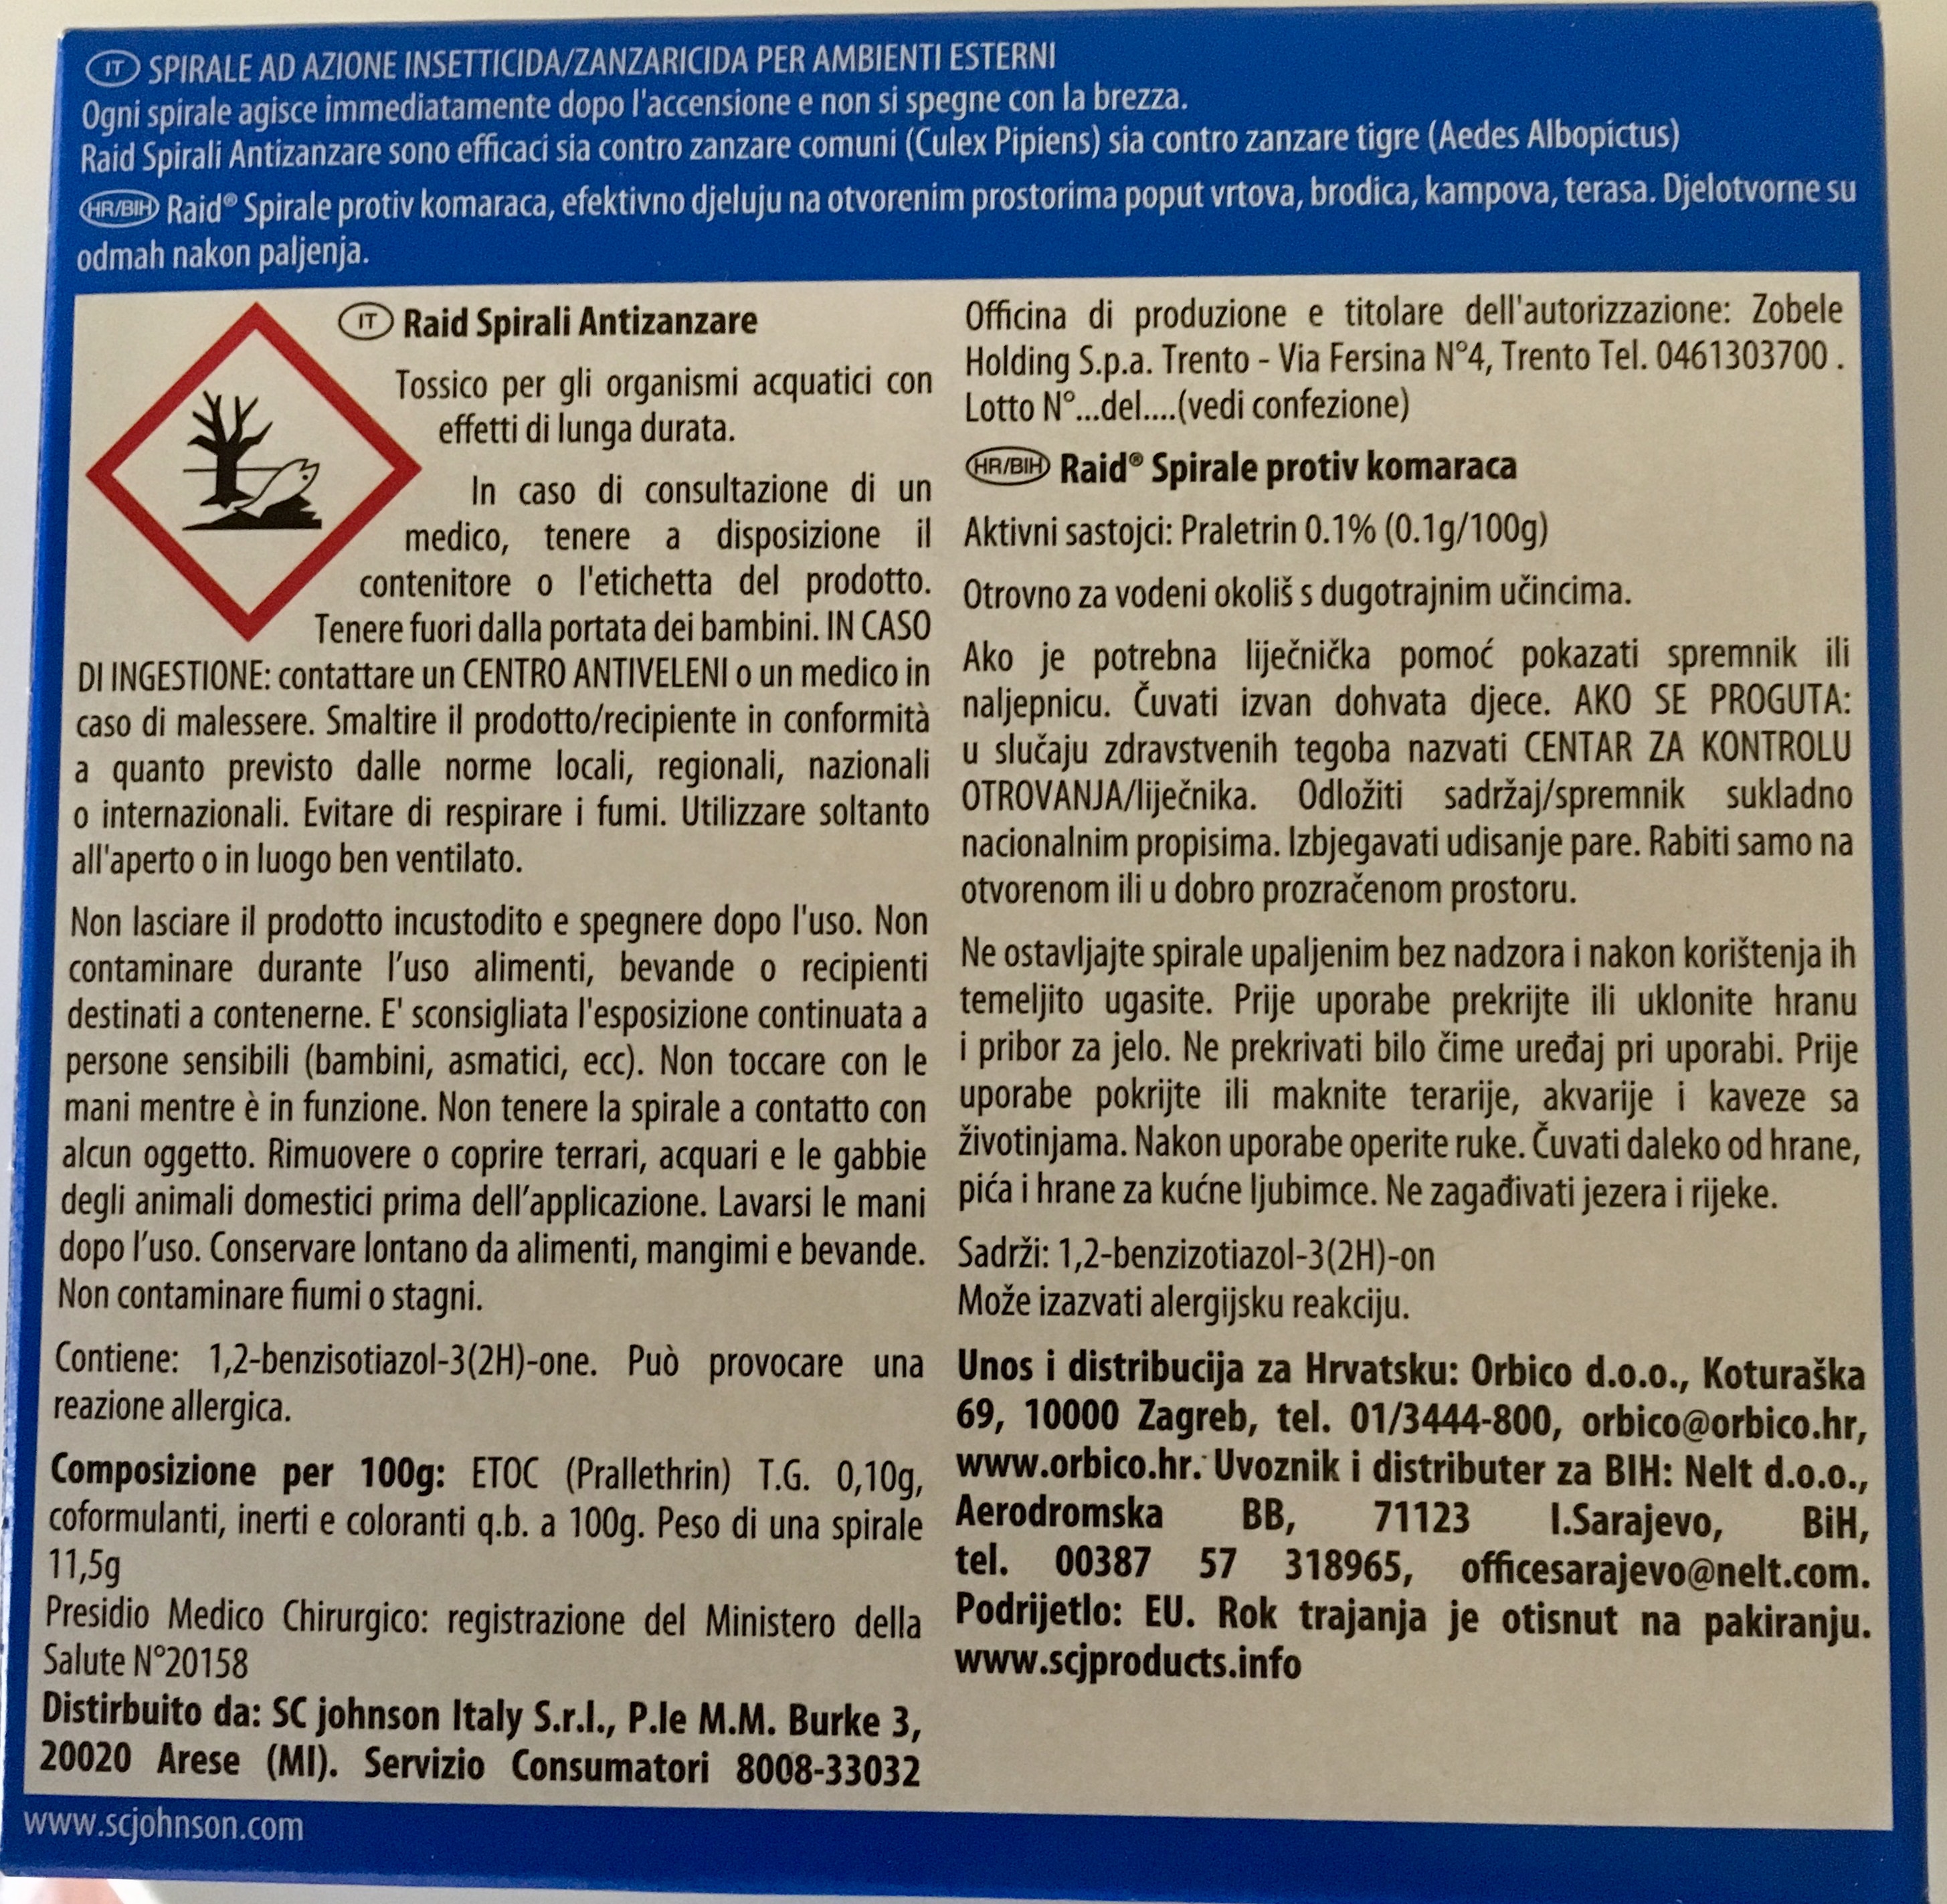 IT SPIRALE AD AZIONE INSETTICIDA/ZANZARICIDA PER AMBIENTI ESTERNI
Ogni spirale agisce immediatamente dopo l'accensione e non si spegne con la brezza.
Raid Spirali Antizanzare sono efficaci sia contro zanzare comuni (Culex Pipiens) sia contro zanzare tigre (Aedes Albopictus)
HR/BIH Raid® Spirale protiv komaraca, efektivno djeluju na otvorenim prostorima poput vrtova, brodica, kampova, terasa. Djelotvorne su
odmah nakon paljenja.
IT Raid Spirali Antizanzare
Tossico per gli organismi acquatici con
effetti di lunga durata.
In caso di consultazione di un
medico, tenere a disposizione il
contenitore o l'etichetta del prodotto.
Tenere fuori dalla portata dei bambini. IN CASO
DI INGESTIONE: contattare un CENTRO ANTIVELENI o un medico in
caso di malessere. Smaltire il prodotto/recipiente in conformità
a quanto previsto dalle norme locali, regionali, nazionali
o internazionali. Evitare di respirare i fumi. Utilizzare soltanto
all'aperto o in luogo ben ventilato.
Non lasciare il prodotto incustodito e spegnere dopo l'uso. Non
contaminare durante l’uso alimenti, bevande o recipienti
destinati a contenerne. E' sconsigliata l'esposizione continuata a
persone sensibili (bambini, asmatici, ecc). Non toccare con le
mani mentre è in funzione. Non tenere la spirale a contatto con
alcun oggetto. Rimuovere o coprire terrari, acquari e le gabbie
degli animali domestici prima dell’applicazione. Lavarsi le mani
dopo l’uso. Conservare lontano da alimenti, mangimi e bevande.
Non contaminare fiumi o stagni.
Contiene: 1,2-benzisotiazol-3(2H)-one. Può provocare una
reazione allergica.
Composizione per 100g: ETOC (Prallethrin) T.G. 0,10g,
coformulanti, inerti e coloranti q.b. a 100g. Peso di una spirale
11,5g
Presidio Medico Chirurgico: registrazione del Ministero della
Salute N°20158
Distirbuito da: SC johnson Italy S.r.l., P.le M.M. Burke 3,
20020 Arese (MI). Servizio Consumatori 8008-33032
Officina di produzione e titolare dell'autorizzazione: Zobele
Holding S.p.a. Trento - Via Fersina N°4, Trento Tel. 0461303700 .
Lotto N°...del....(vedi confezione)
HR/BIH Raid® Spirale protiv komaraca
Aktivni sastojci: Praletrin 0.1% (0.1g/100g)
Otrovno za vodeni okoliš s dugotrajnim učincima.
Ako je potrebna liječnička pomoć pokazati spremnik ili
naljepnicu. Čuvati izvan dohvata djece. AKO SE PROGUTA:
u slučaju zdravstvenih tegoba nazvati CENTAR ZA KONTROLU
OTROVANJA/liječnika. Odložiti sadržaj/spremnik sukladno
nacionalnim propisima. Izbjegavati udisanje pare. Rabiti samo na
otvorenom ili u dobro prozračenom prostoru.
Ne ostavljajte spirale upaljenim bez nadzora i nakon korištenja ih
temeljito ugasite. Prije uporabe prekrijte ili uklonite hranu
i pribor za jelo. Ne prekrivati bilo čime uređaj pri uporabi. Prije
uporabe pokrijte ili maknite terarije, akvarije i kaveze sa
životinjama. Nakon uporabe operite ruke. Čuvati daleko od hrane,
pića i hrane za kućne ljubimce. Ne zagađivati jezera i rijeke.
Sadrži: 1,2-benzizotiazol-3(2H)-on
Može izazvati alergijsku reakciju.
Unos i distribucija za Hrvatsku: Orbico d.o.o., Koturaška
69, 10000 Zagreb, tel. 01/3444-800, orbico@orbico.hr,
www.orbico.hr. Uvoznik i distributer za BIH: Nelt d.o.o.,
Aerodromska BB, 71123 I.Sarajevo, BiH,
tel. 00387 57 318965, officesarajevo@nelt.com.
Podrijetlo: EU. Rok trajanja je otisnut na pakiranju.
www.scjproducts.info
www.scjohnson.com